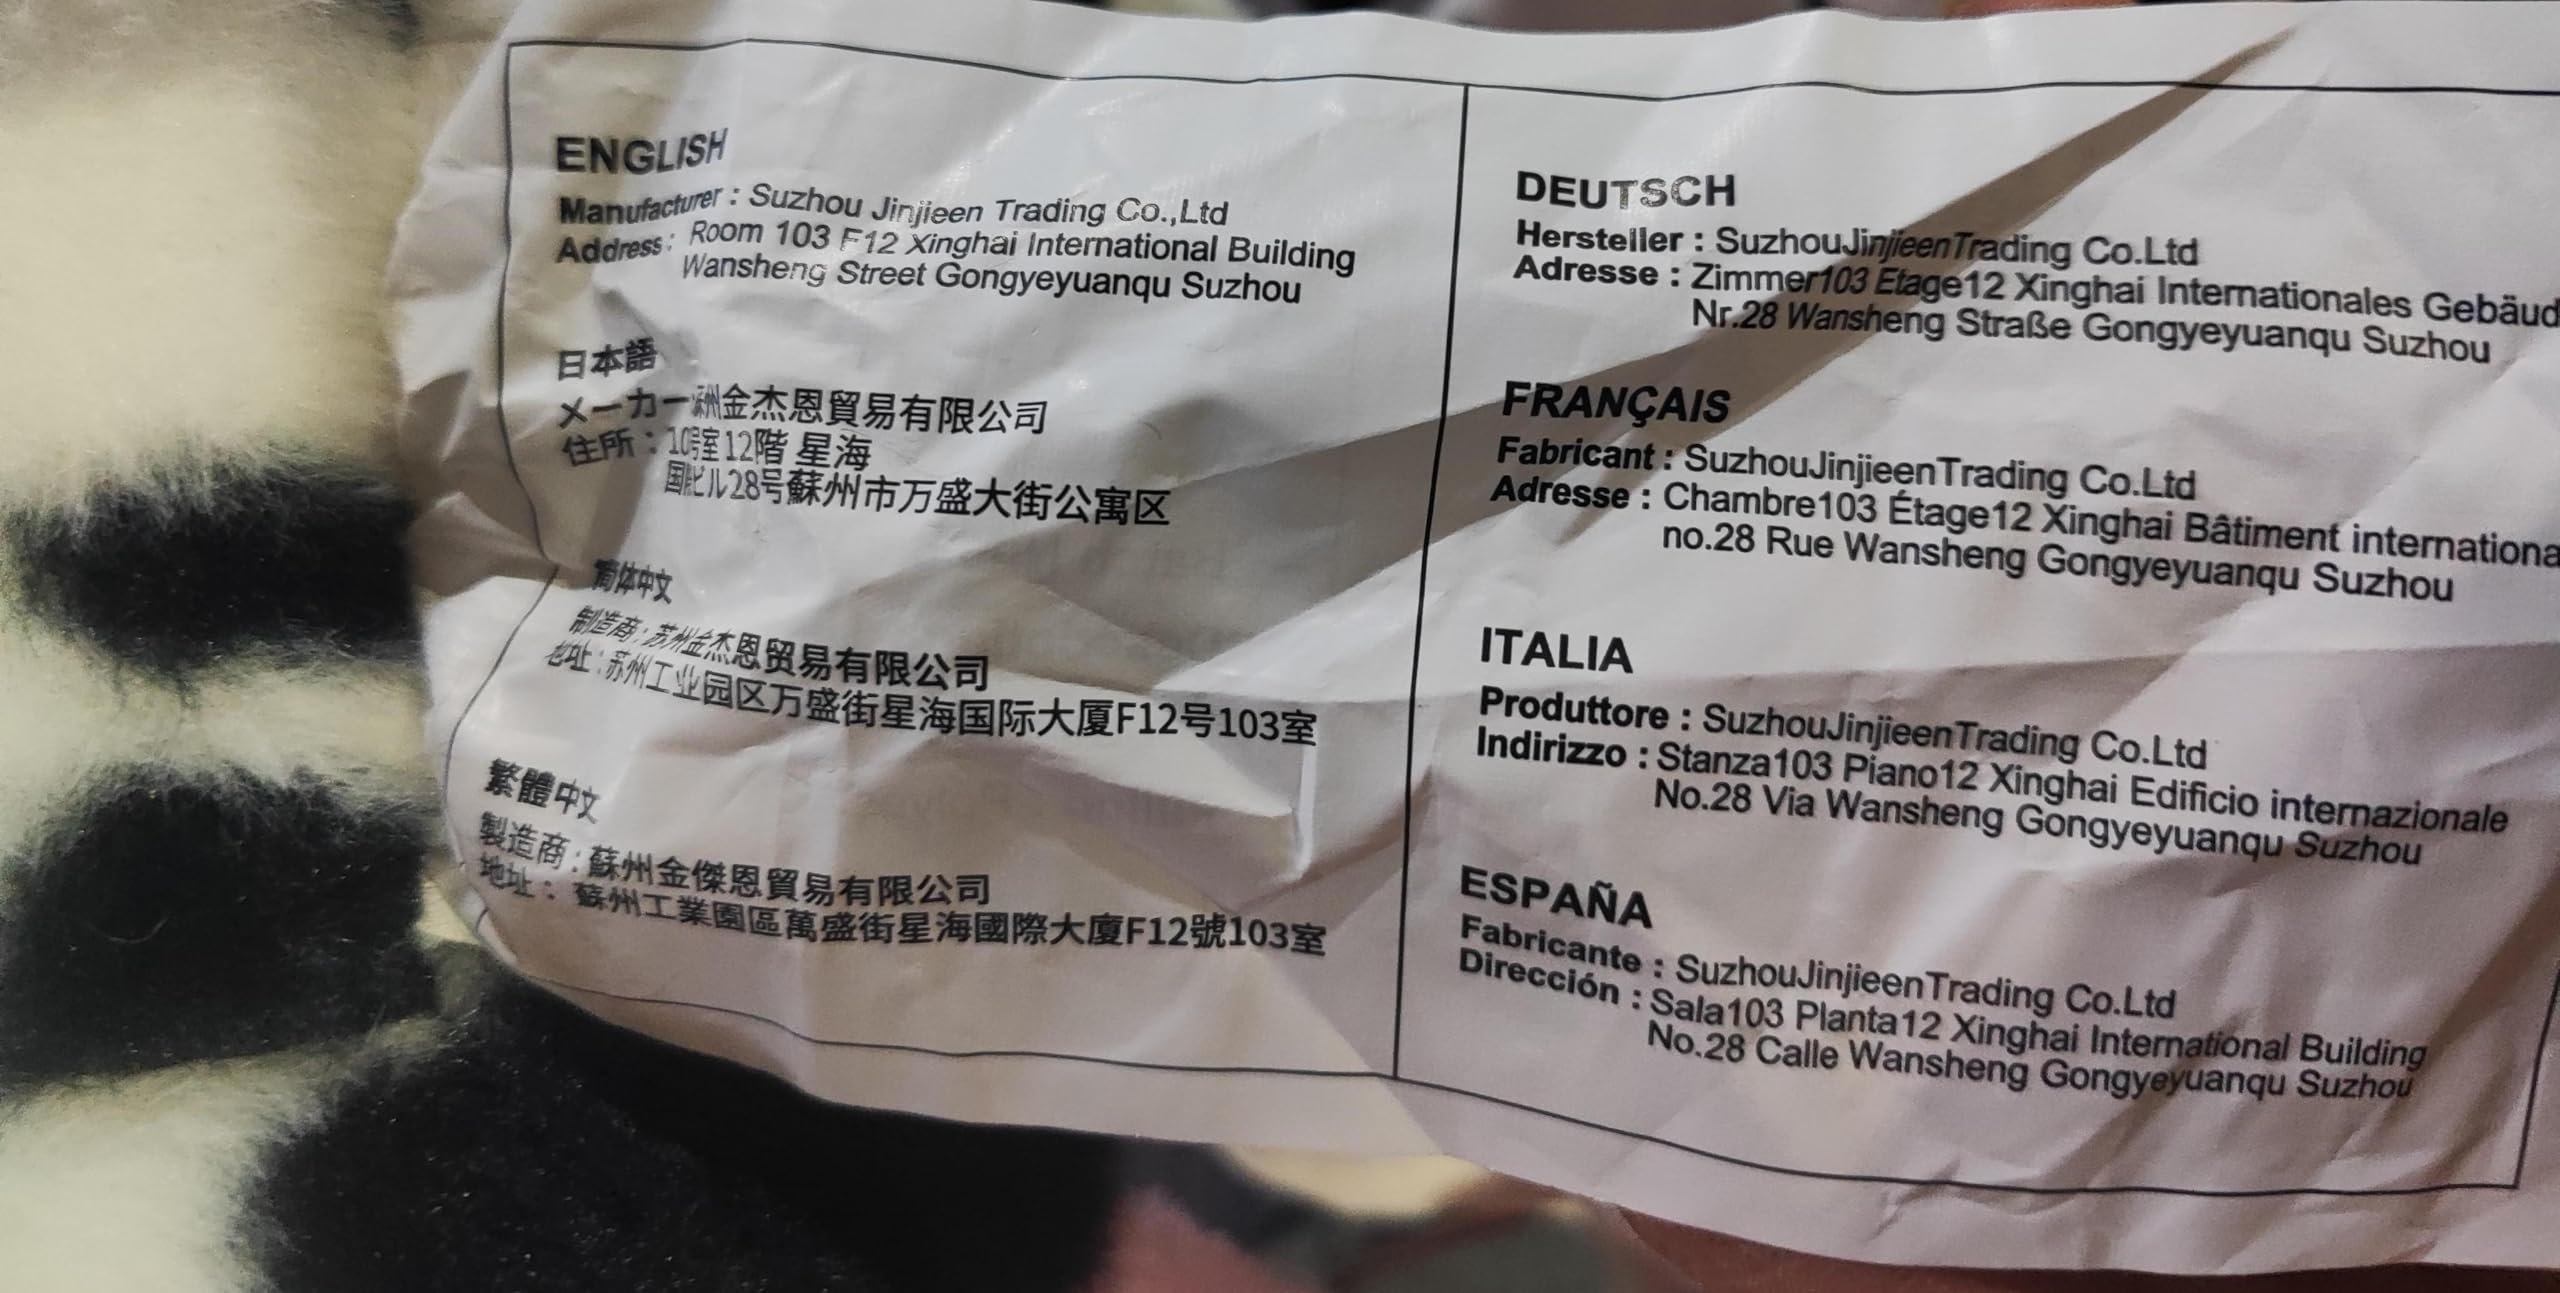 ENGLISH
Manufacturer : Suzhou Jinjieen Trading Co.,Ltd
Address : Room 103 F12 Xinghai International Building
Wansheng Street Gongyeyuanqu Suzhou
日本語
メーカー 金杰恩貿易有限公司
住所：12階 星海
ビル28号蘇州市万盛大街公寓区
简体中文
制造商：苏州金杰恩贸易有限公司
地址：苏州工业园区万盛街星海国际大厦F12号103室
繁體中文
製造商：蘇州金傑恩貿易有限公司
地址：蘇州工業園區萬盛街星海國際大廈F12號103室
DEUTSCH
Hersteller : SuzhouJinjieenTrading Co.Ltd
Adresse : Zimmer103 Etage12 Xinghai Internationales Gebäud
Nr.28 Wansheng Straße Gongyeyuanqu Suzhou
FRANÇAIS
Fabricant : SuzhouJinjieenTrading Co.Ltd
Adresse : Chambre103 Étage12 Xinghai Bâtiment internationa
no.28 Rue Wansheng Gongyeyuanqu Suzhou
ITALIA
Produttore : SuzhouJinjieenTrading Co.Ltd
Indirizzo : Stanza103 Piano12 Xinghai Edificio internazionale
No.28 Via Wansheng Gongyeyuanqu Suzhou
ESPAÑA
Fabricante : SuzhouJinjieenTrading Co.Ltd
Dirección : Sala103 Planta12 Xinghai International Building
No.28 Calle Wansheng Gongyeyuanqu Suzhou